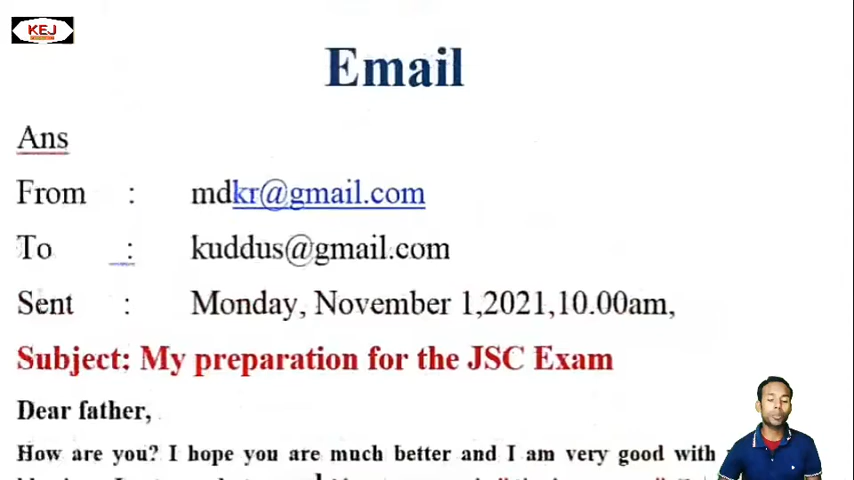 KEJ
Email
Ans
From : mdkr@gmail.com
To : kuddus@gmail.com
Sent : Monday, November 1,2021,10.00am,
Subject: My preparation for the JSC Exam
Dear father,
How are you? I hope you are much better and I am very good with